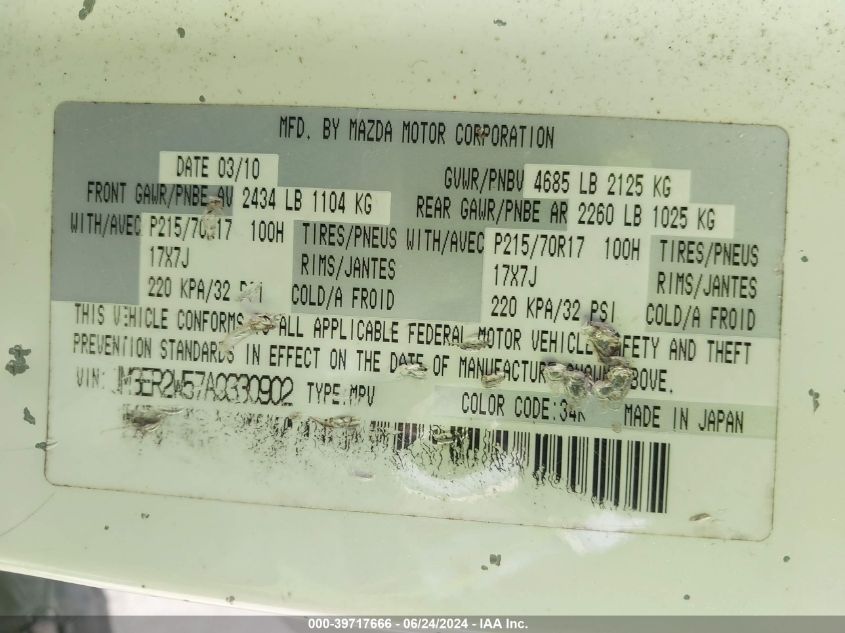 MFD. BY MAZDA MOTOR CORPORATION
DATE 03/10 GVWR/PNBV 4685 LB 2125 KG
FRONT GAWR/PNBE AV 2434 LB 1104 KG REAR GAWR/PNBE AR 2260 LB 1025 KG
WITH/AVEC P215/70R17 100H TIRES/PNEUS WITH/AVEC P215/70R17 100H TIRES/PNEUS
17X7J RIMS/JANTES 17X7J RIMS/JANTES
220 KPA/32 PSI COLD/A FROID 220 KPA/32 PSI COLD/A FROID
THIS VEHICLE CONFORMS ALL APPLICABLE FEDERAL MOTOR VEHICLE SAFETY AND THEFT
PREVENTION STANDARDS IN EFFECT ON THE DATE OF MANUFACTURE SHOWN ABOVE.
VIN: JM3ER2W57A0330902 TYPE:MPV COLOR CODE:34K MADE IN JAPAN
000-39717666 - 06/24/2024 - IAA Inc.